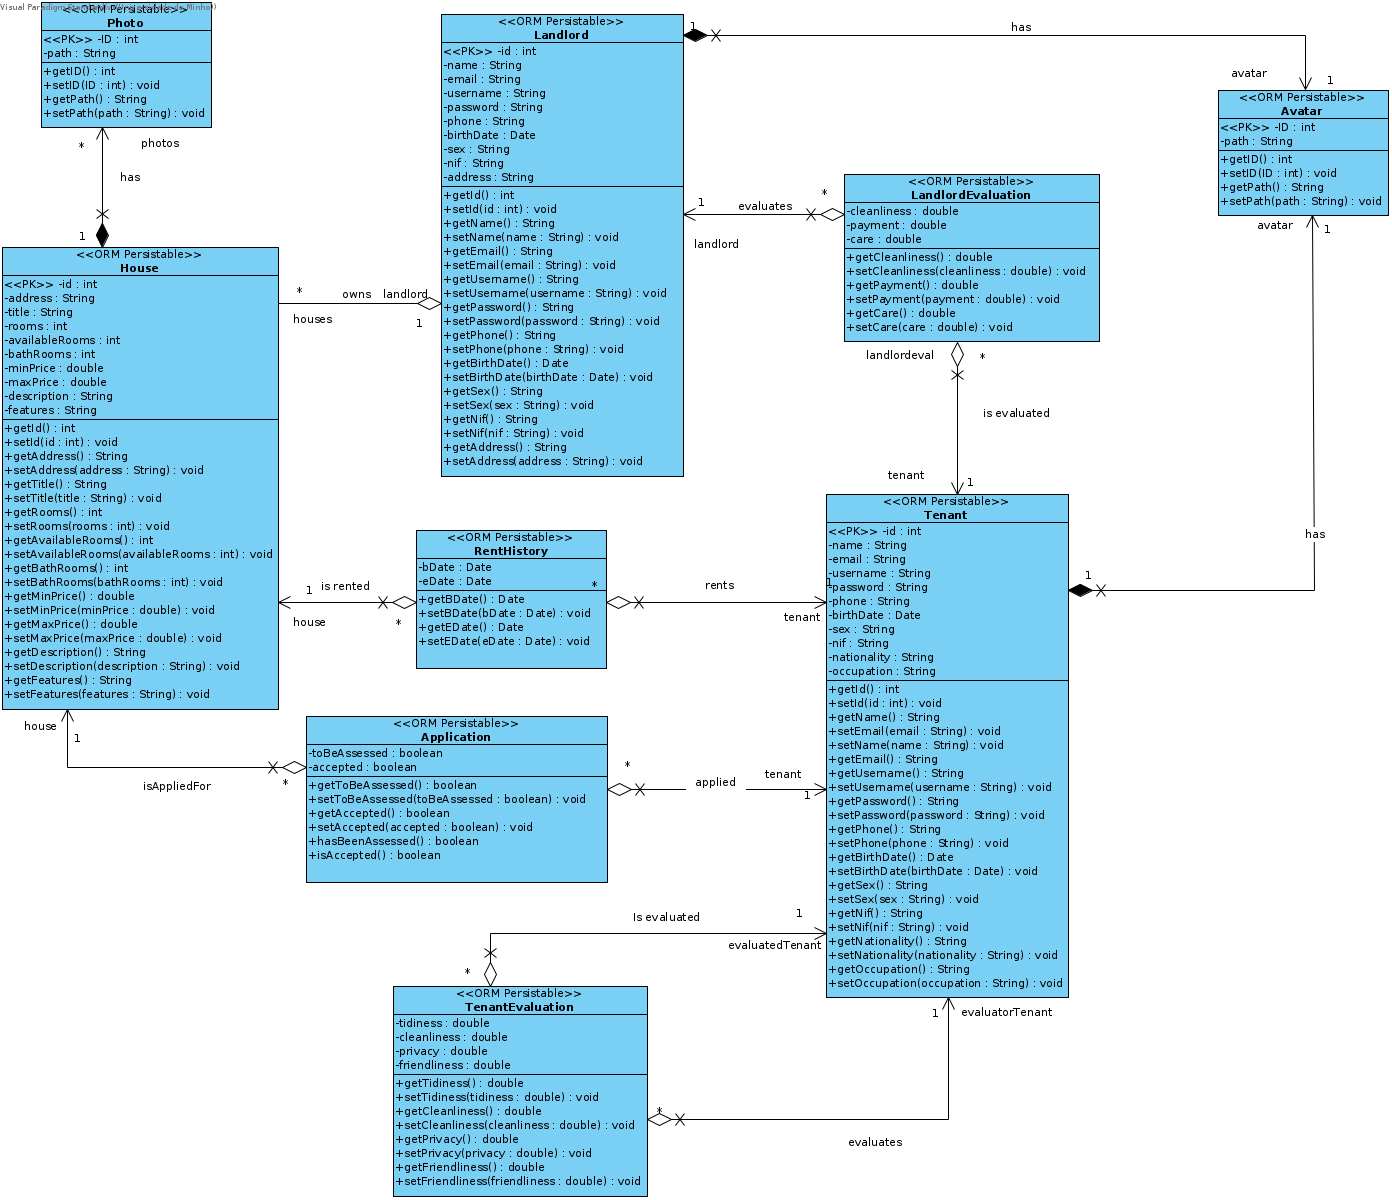 Visual Paradigm
<<ORM Persistable>>
Photo
<<PK>> -ID : int
-path : String
+getID() : int
+setID(ID : int) : void
+getPath() : String
+setPath(path : String) : void
*
photos
has
1
<<ORM Persistable>>
House
<<PK>> -id : int
-address : String
-title : String
-rooms : int
-availableRooms : int
-bathRooms : int
-minPrice : double
-maxPrice : double
-description : String
-features : String
+getId() : int
+setId(id : int) : void
+getAddress() : String
+setAddress(address : String) : void
+getTitle() : String
+setTitle(title : String) : void
+getRooms() : int
+setRooms(rooms : int) : void
+getAvailableRooms() : int
+setAvailableRooms(availableRooms : int) : void
+getBathRooms() : int
+setBathRooms(bathRooms : int) : void
+getMinPrice() : double
+setMinPrice(minPrice : double) : void
+getMaxPrice() : double
+setMaxPrice(maxPrice : double) : void
+getDescription() : String
+setDescription(description : String) : void
+getFeatures() : String
+setFeatures(features : String) : void
*
owns
landlord
houses
1
<<ORM Persistable>>
Landlord
<<PK>> -id : int
-name : String
-email : String
-username : String
-password : String
-phone : String
-birthDate : Date
-sex : String
-nif : String
-address : String
+getId() : int
+setId(id : int) : void
+getName() : String
+setName(name : String) : void
+getEmail() : String
+setEmail(email : String) : void
+getUsername() : String
+setUsername(username : String) : void
+getPassword() : String
+setPassword(password : String) : void
+getPhone() : String
+setPhone(phone : String) : void
+getBirthDate() : Date
+setBirthDate(birthDate : Date) : void
+getSex() : String
+setSex(sex : String) : void
+getNif() : String
+setNif(nif : String) : void
+getAddress() : String
+setAddress(address : String) : void
1
has
avatar
1
<<ORM Persistable>>
Avatar
<<PK>> -ID : int
-path : String
+getID() : int
+setID(ID : int) : void
+getPath() : String
+setPath(path : String) : void
avatar
1
has
1
1
evaluates
*
landlord
<<ORM Persistable>>
LandlordEvaluation
-cleanliness : double
-payment : double
-care : double
+getCleanliness() : double
+setCleanliness(cleanliness : double) : void
+getPayment() : double
+setPayment(payment : double) : void
+getCare() : double
+setCare(care : double) : void
landlordeval
*
is evaluated
tenant
1
<<ORM Persistable>>
Tenant
<<PK>> -id : int
-name : String
-email : String
-username : String
-password : String
-phone : String
-birthDate : Date
-sex : String
-nif : String
-nationality : String
-occupation : String
+getId() : int
+setId(id : int) : void
+getName() : String
+setEmail(email : String) : void
+setName(name : String) : void
+getEmail() : String
+getUsername() : String
+setUsername(username : String) : void
+getPassword() : String
+setPassword(password : String) : void
+getPhone() : String
+setPhone(phone : String) : void
+getBirthDate() : Date
+setBirthDate(birthDate : Date) : void
+getSex() : String
+setSex(sex : String) : void
+getNif() : String
+setNif(nif : String) : void
+getNationality() : String
+setNationality(nationality : String) : void
+getOccupation() : String
+setOccupation(occupation : String) : void
<<ORM Persistable>>
RentHistory
-bDate : Date
-eDate : Date
+getBDate() : Date
+setBDate(bDate : Date) : void
+getEDate() : Date
+setEDate(eDate : Date) : void
1
is rented
house
*
*
rents
1
tenant
<<ORM Persistable>>
Application
-toBeAssessed : boolean
-accepted : boolean
+getToBeAssessed() : boolean
+setToBeAssessed(toBeAssessed : boolean) : void
+getAccepted() : boolean
+setAccepted(accepted : boolean) : void
+hasBeenAssessed() : boolean
+isAccepted() : boolean
house
1
isAppliedFor
*
*
applied
tenant
1
Is evaluated
1
evaluatedTenant
*
<<ORM Persistable>>
TenantEvaluation
-tidiness : double
-cleanliness : double
-privacy : double
-friendliness : double
+getTidiness() : double
+setTidiness(tidiness : double) : void
+getCleanliness() : double
+setCleanliness(cleanliness : double) : void
+getPrivacy() : double
+setPrivacy(privacy : double) : void
+getFriendliness() : double
+setFriendliness(friendliness : double) : void
*
evaluates
1
evaluatorTenant